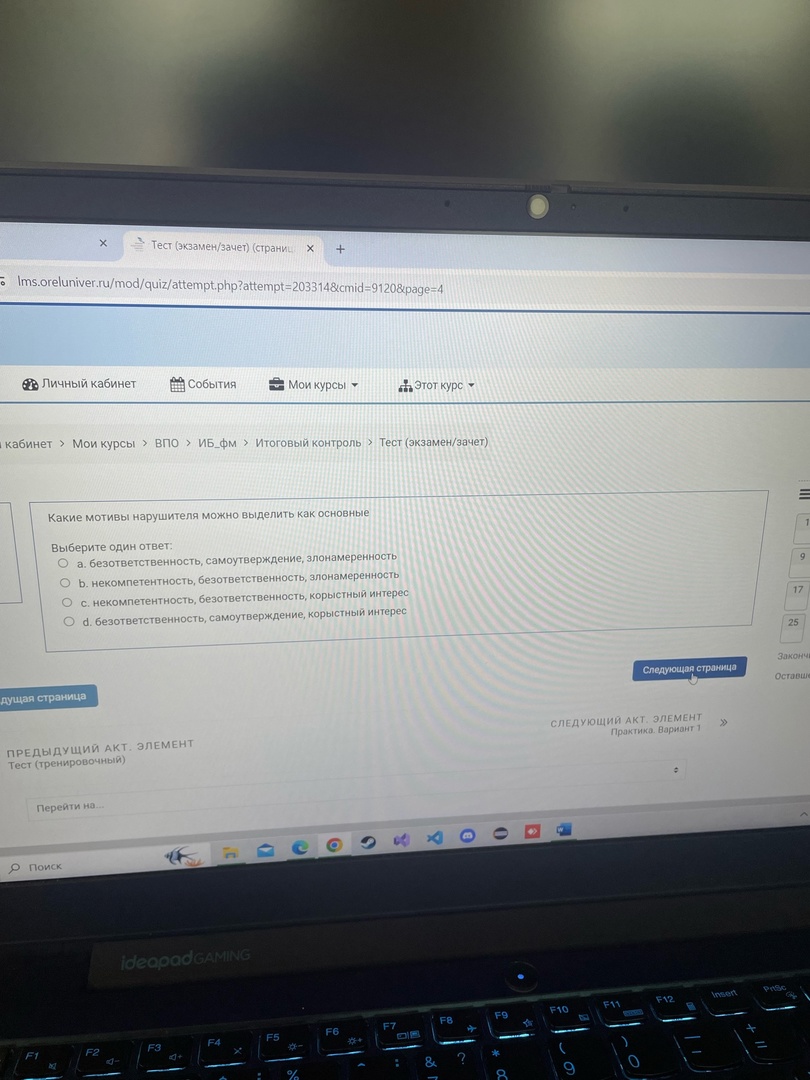 Тест (экзамен/зачет) (страниц
lms.oreluniver.ru/mod/quiz/attempt.php?attempt=203314&cmid=9120&page=4
Личный кабинет
События
Мои курсы
Этот курс
кабинет > Мои курсы > ВПО > ИБ_фм > Итоговый контроль > Тест (экзамен/зачет)
Какие мотивы нарушителя можно выделить как основные
Выберите один ответ:
a. безответственность, самоутверждение, злонамеренность
b. некомпетентность, безответственность, злонамеренность
c. некомпетентность, безответственность, корыстный интерес
d. безответственность, самоутверждение, корыстный интерес
1
9
17
25
Законч
Оставш
дущая страница
Следующая страница
ПРЕДЫДУЩИЙ АКТ. ЭЛЕМЕНТ
Тест (тренировочный)
СЛЕДУЮЩИЙ АКТ. ЭЛЕМЕНТ
Практика. Вариант 1
Перейти на...
Поиск
ideapad GAMING
F1
F2
F3
F4
F5
F6
F7
F8
F9
F10
F11
F12
Insert
PrtSc
%
:
&
?
*
8
(
9
)
0
+
=